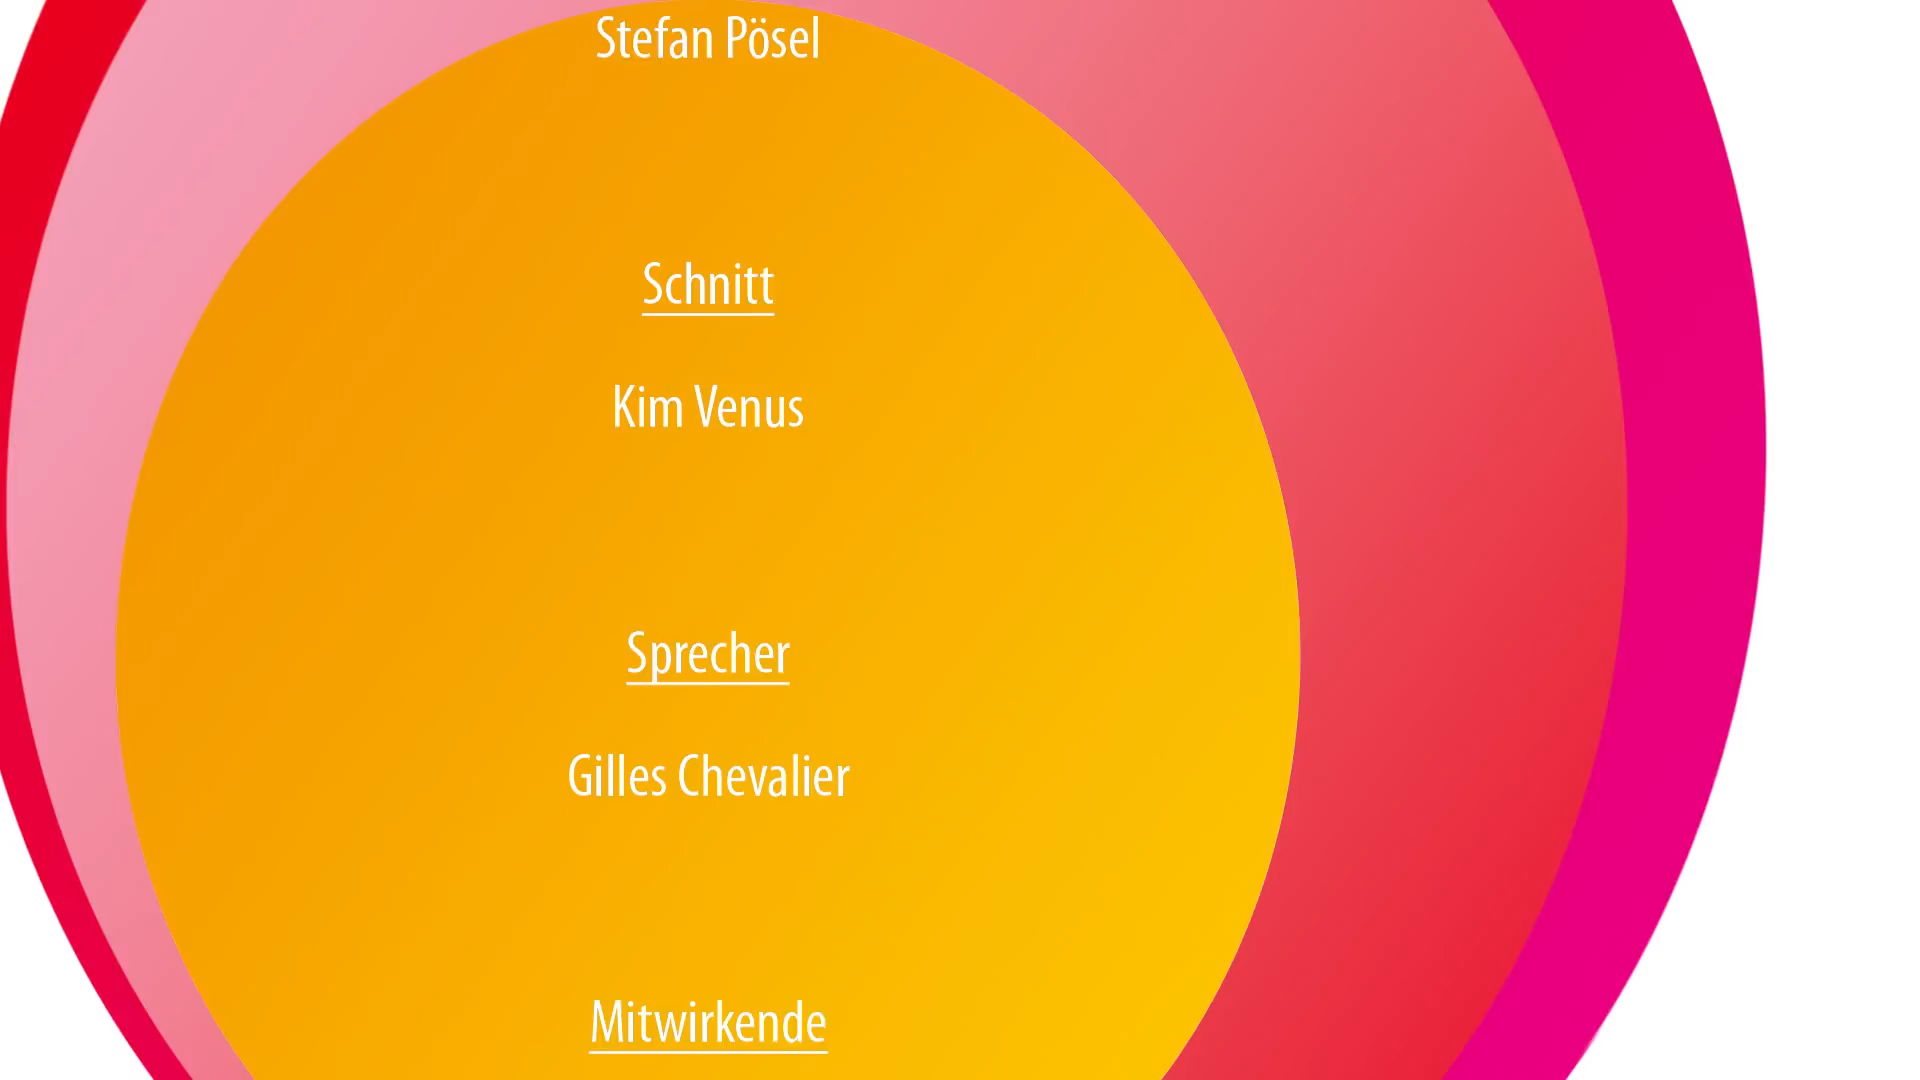 Stefan Pösel
Schnitt
Kim Venus
Sprecher
Gilles Chevalier
Mitwirkende